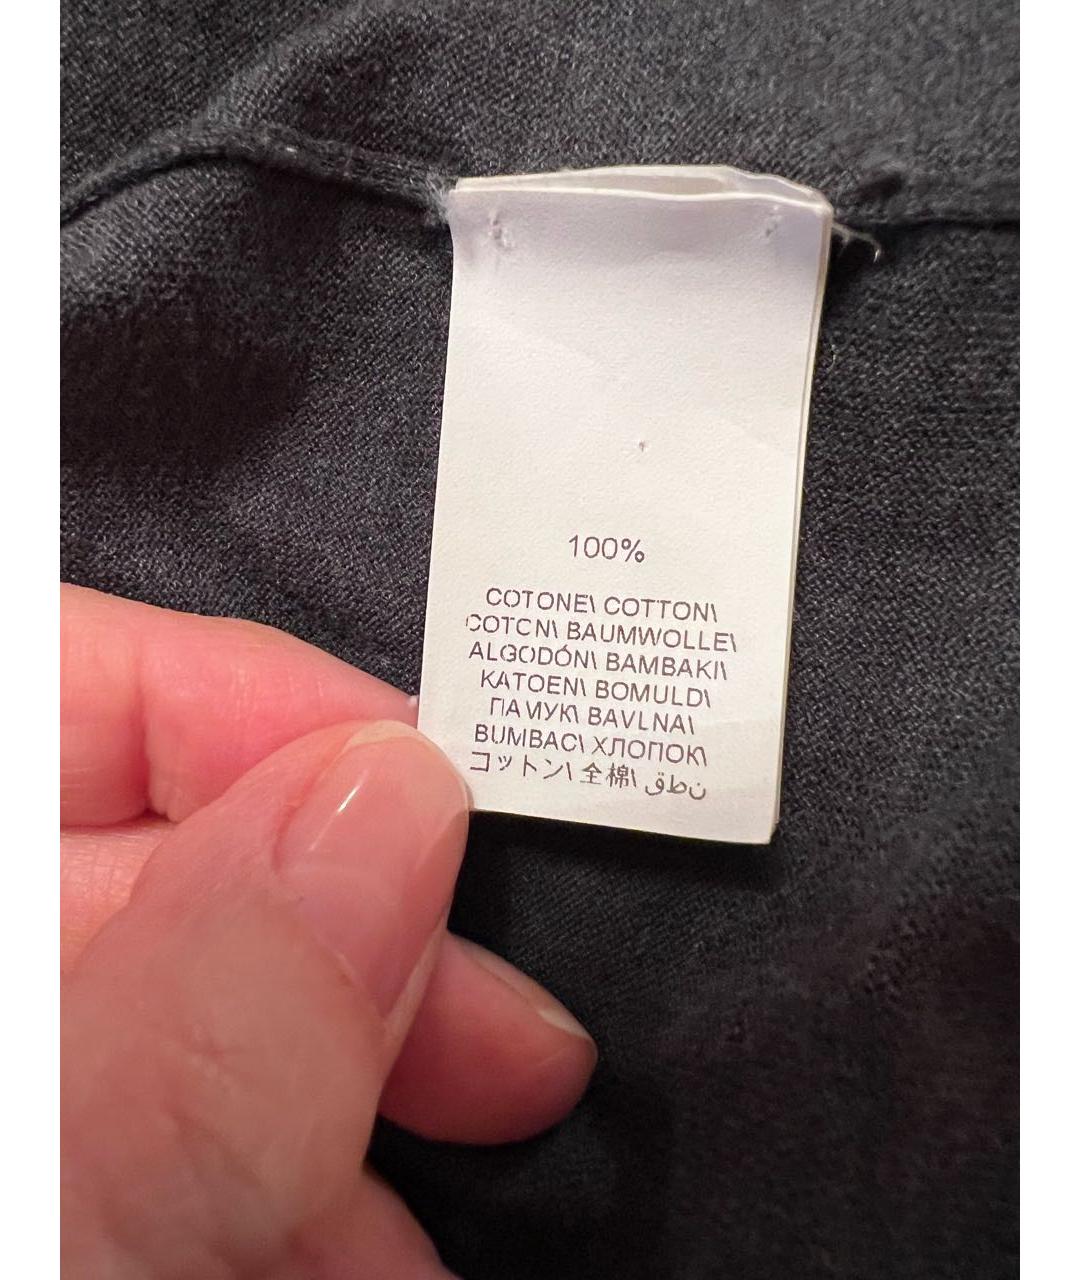 100%
COTONE\ COTTON\
COTON\ BAUMWOLLE\
ALGODÓN\ BAMBAKI\
KATOEN\ BOMULD\
ПАМУК\ BAVLNA\
BUMBAC\ ХЛОПОК\
コットン\ 全棉\ ن ط ق